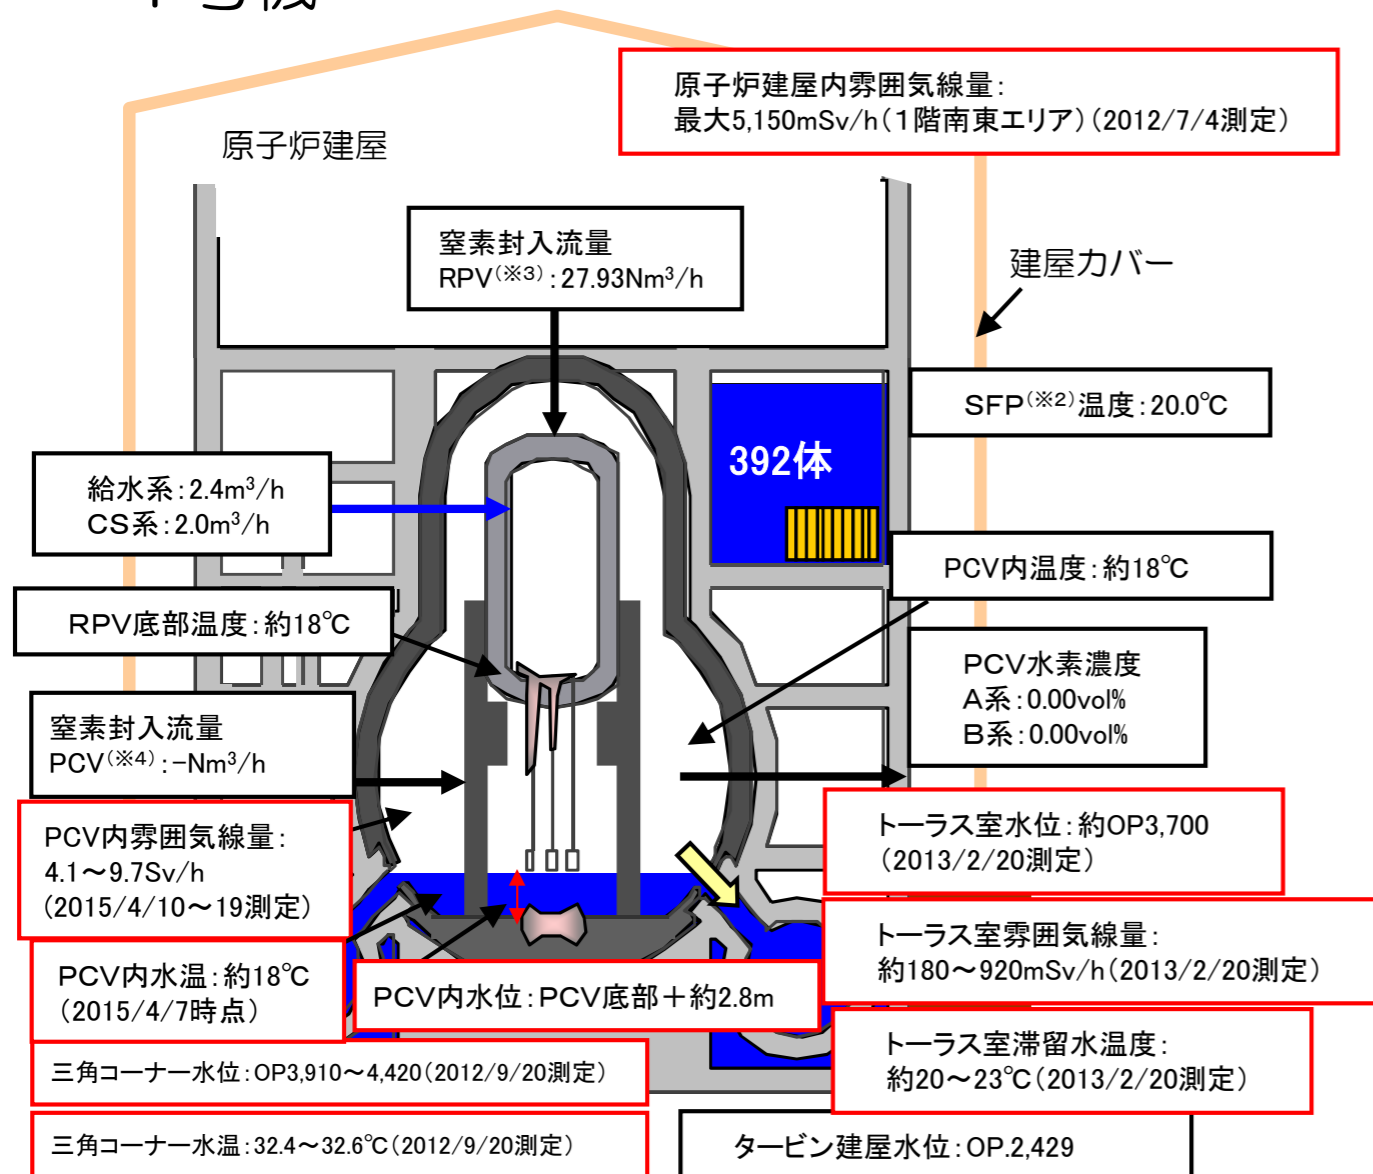 原子炉建屋内雰囲気線量:
最大5,150mSv/h(1階南東エリア)(2012/7/4測定)
原子炉建屋
窒素封入流量
RPV(※3):27.93Nm³/h
建屋カバー
SFP(※2)温度:20.0℃
392体
給水系:2.4m³/h
CS系:2.0m³/h
PCV内温度:約18℃
RPV底部温度:約18℃
PCV水素濃度
A系:0.00vol%
B系:0.00vol%
窒素封入流量
PCV(※4):-Nm³/h
PCV内雰囲気線量:
4.1~9.7Sv/h
(2015/4/10~19測定)
トーラス室水位:約OP3,700
(2013/2/20測定)
トーラス室雰囲気線量:
約180~920mSv/h(2013/2/20測定)
PCV内水温:約18℃
(2015/4/7時点)
PCV内水位:PCV底部+約2.8m
トーラス室滞留水温度:
約20~23℃(2013/2/20測定)
三角コーナー水位:OP3,910~4,420(2012/9/20測定)
三角コーナー水温:32.4~32.6℃(2012/9/20測定)
タービン建屋水位:OP.2,429